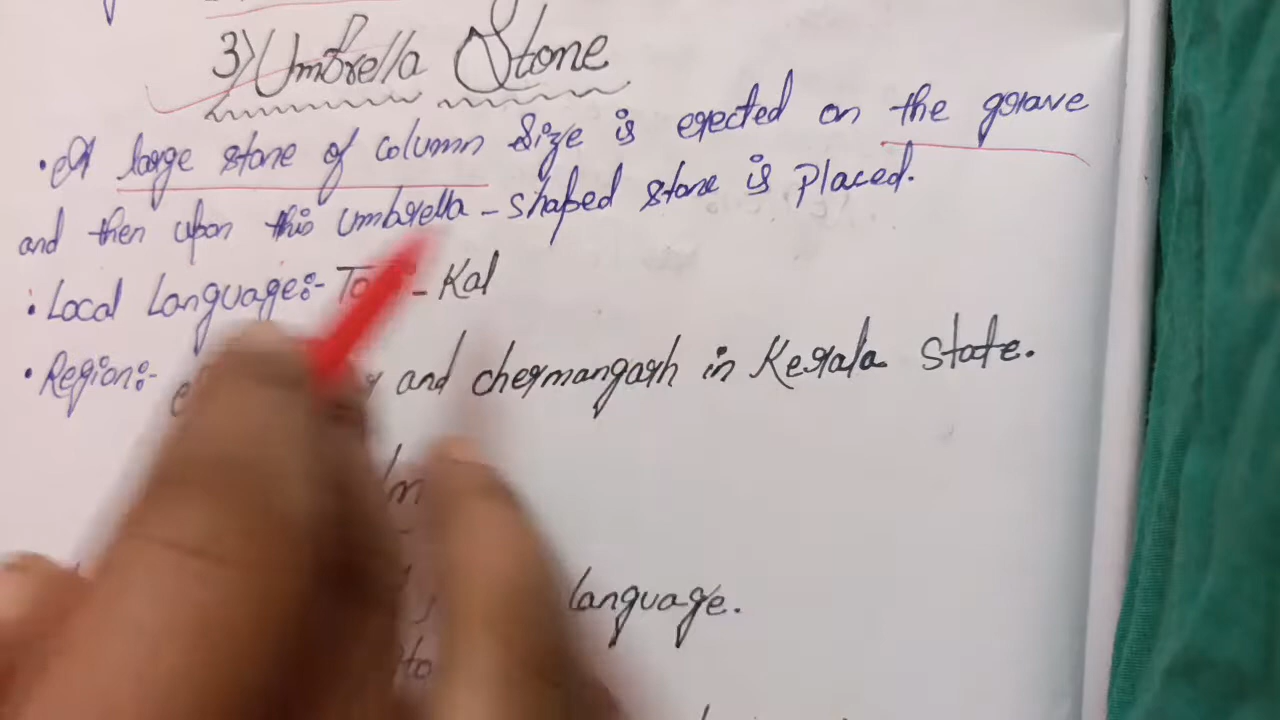 3) Umbrella Stone
• A large stone of column size is erected on the grave
and then upon this umbrella-shaped stone is placed.
• Local language:- Kal
• Region:- and chermangarh in Kerala State.
language.